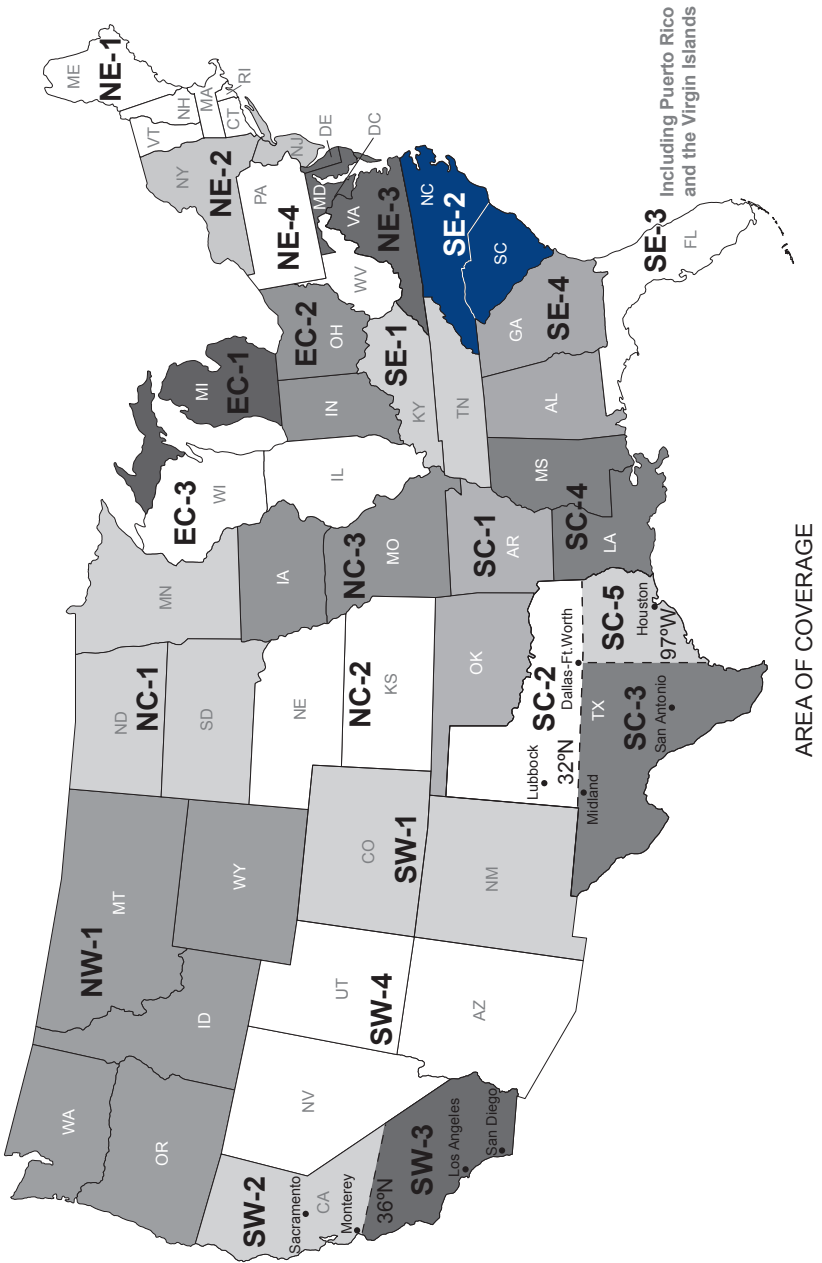 WA
OR
NW-1
MT
ID
WY
SW-2
Sacramento
CA
Monterey
36ºN
SW-3
Los Angeles
San Diego
NV
UT
SW-4
AZ
CO
SW-1
NM
ND
NC-1
SD
MN
NE
NC-2
KS
OK
IA
NC-3
MO
SC-1
AR
SC-4
LA
MS
Lubbock
SC-2
Dallas-Ft.Worth
32ºN
Midland
TX
SC-3
San Antonio
SC-5
Houston
97ºW
EC-3
WI
IL
MI
EC-1
EC-2
OH
IN
SE-1
KY
TN
AL
GA
SE-4
SE-3
FL
Including Puerto Rico
and the Virgin Islands
NC
SE-2
SC
WV
VA
NE-3
MD
DE
DC
PA
NE-4
NJ
NY
NE-2
VT
NH
MA
CT
RI
ME
NE-1
AREA OF COVERAGE